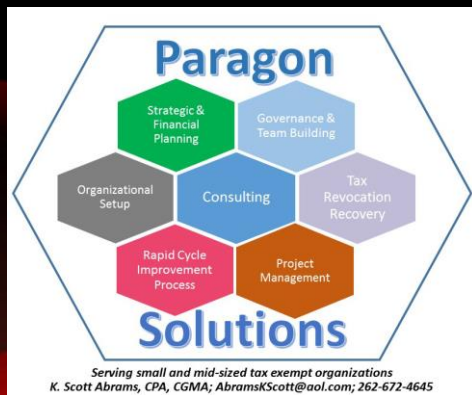 Paragon
Strategic &
Financial
Planning
Governance &
Team Building
Organizational
Setup
Consulting
Tax
Revocation
Recovery
Rapid Cycle
Improvement
Process
Project
Management
Solutions
Serving small and mid-sized tax exempt organizations
K. Scott Abrams, CPA, CGMA; AbramsKScott@aol.com; 262-672-4645